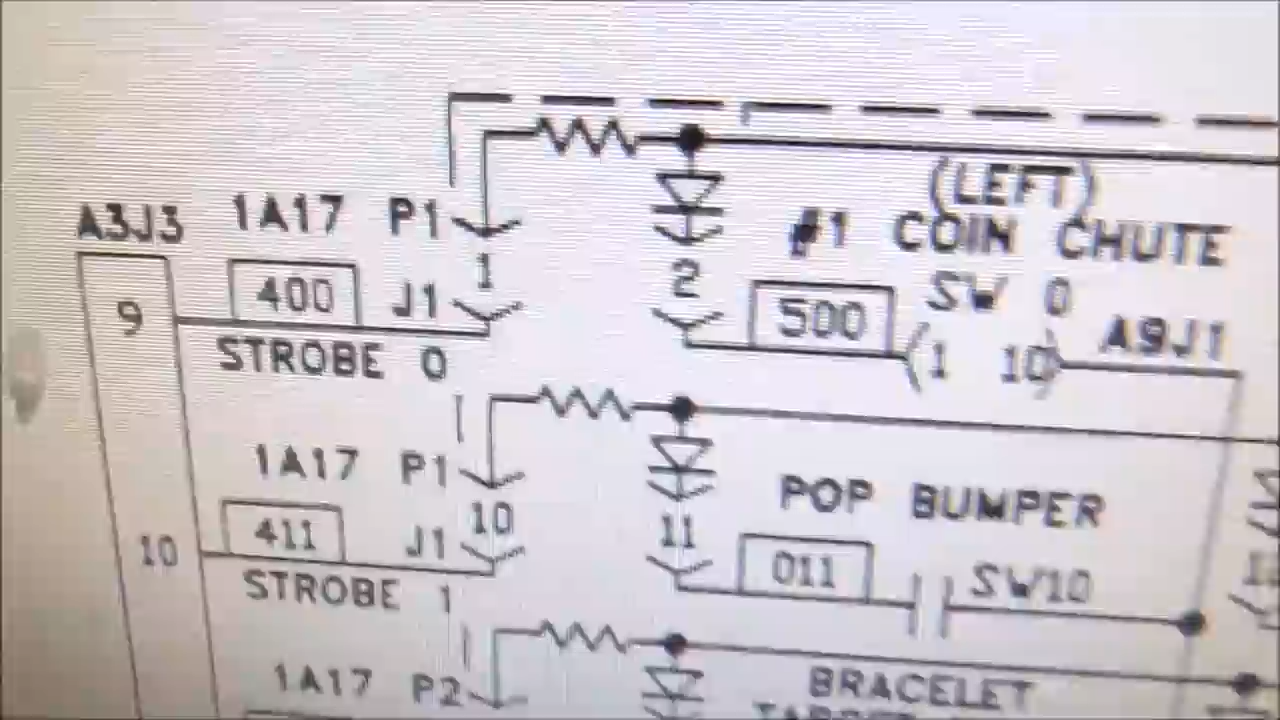 (LEFT)
A3J3 1A17 P1 #1 COIN CHUTE
1 2 SW 0
9 400 J1 500 A9J1
STROBE 0 (1 10)
1A17 P1
POP BUMPER
10 11
10 411 J1 011 SW10
STROBE 1
1A17 P2 BRACELET